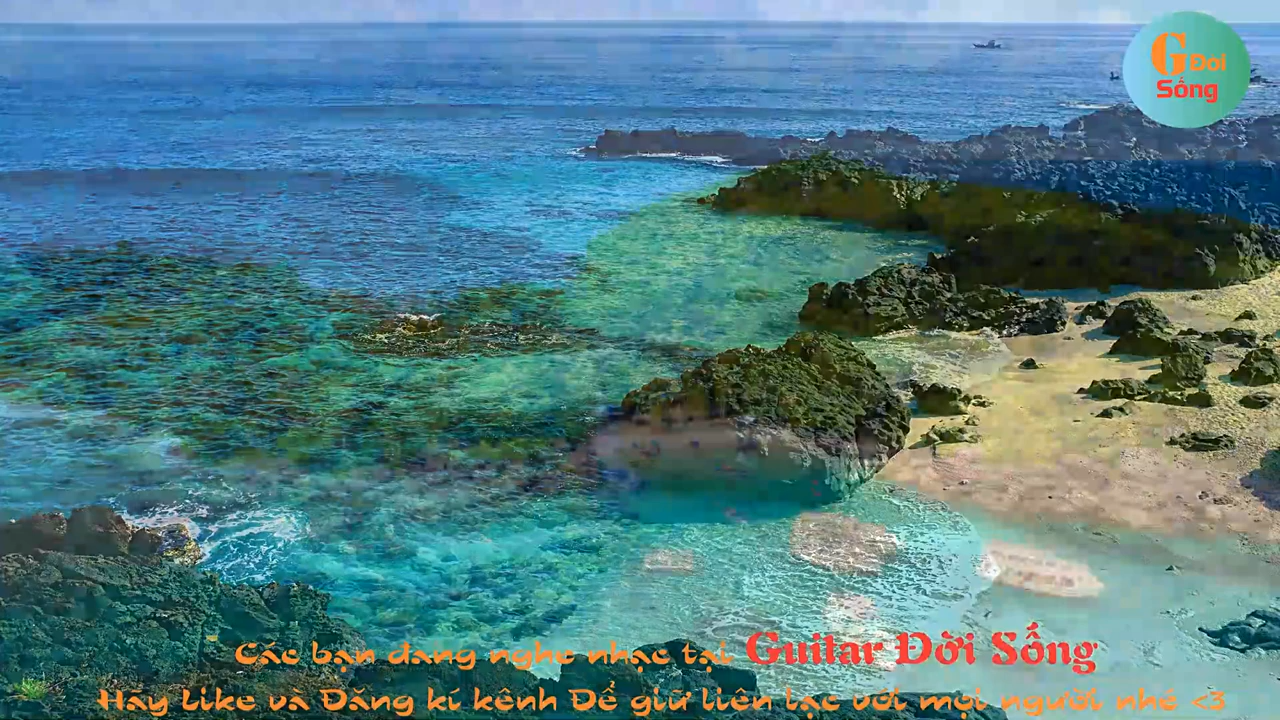 G Đoi
Sống
Các bạn đang nghe nhạc tại Guitar Đời Sống
Hãy Like và Đăng kí kênh Để giữ liên lạc với mọi người nhé <3